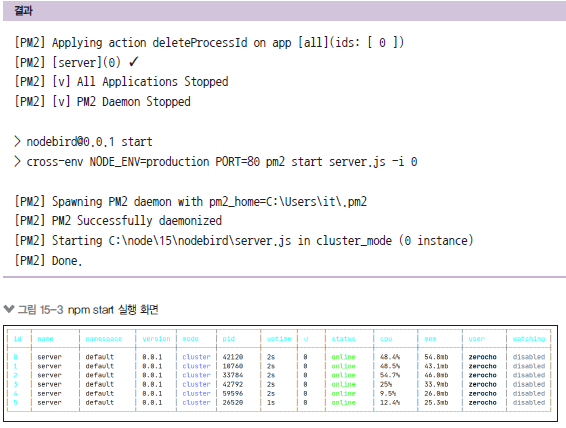 결과
[PM2] Applying action deleteProcessId on app [all](ids: [ 0 ])
[PM2] [server](0) ✓
[PM2] [v] All Applications Stopped
[PM2] [v] PM2 Daemon Stopped
> nodebird@0.0.1 start
> cross-env NODE_ENV=production PORT=80 pm2 start server.js -i 0
[PM2] Spawning PM2 daemon with pm2_home=C:\Users\it\.pm2
[PM2] PM2 Successfully daemonized
[PM2] Starting C:\node\15\nodebird\server.js in cluster_mode (0 instance)
[PM2] Done.
그림 15-3 npm start 실행 화면
id name namespace version mode pid uptime ↺ status cpu mem user watching
0 server default 0.0.1 cluster 42120 2s 0 online 48.4% 54.8mb zerocho disabled
1 server default 0.0.1 cluster 18760 2s 0 online 48.5% 43.1mb zerocho disabled
2 server default 0.0.1 cluster 33784 2s 0 online 54.7% 46.0mb zerocho disabled
3 server default 0.0.1 cluster 42792 2s 0 online 25% 33.9mb zerocho disabled
4 server default 0.0.1 cluster 59596 2s 0 online 9.5% 26.0mb zerocho disabled
5 server default 0.0.1 cluster 26520 1s 0 online 12.4% 25.3mb zerocho disabled